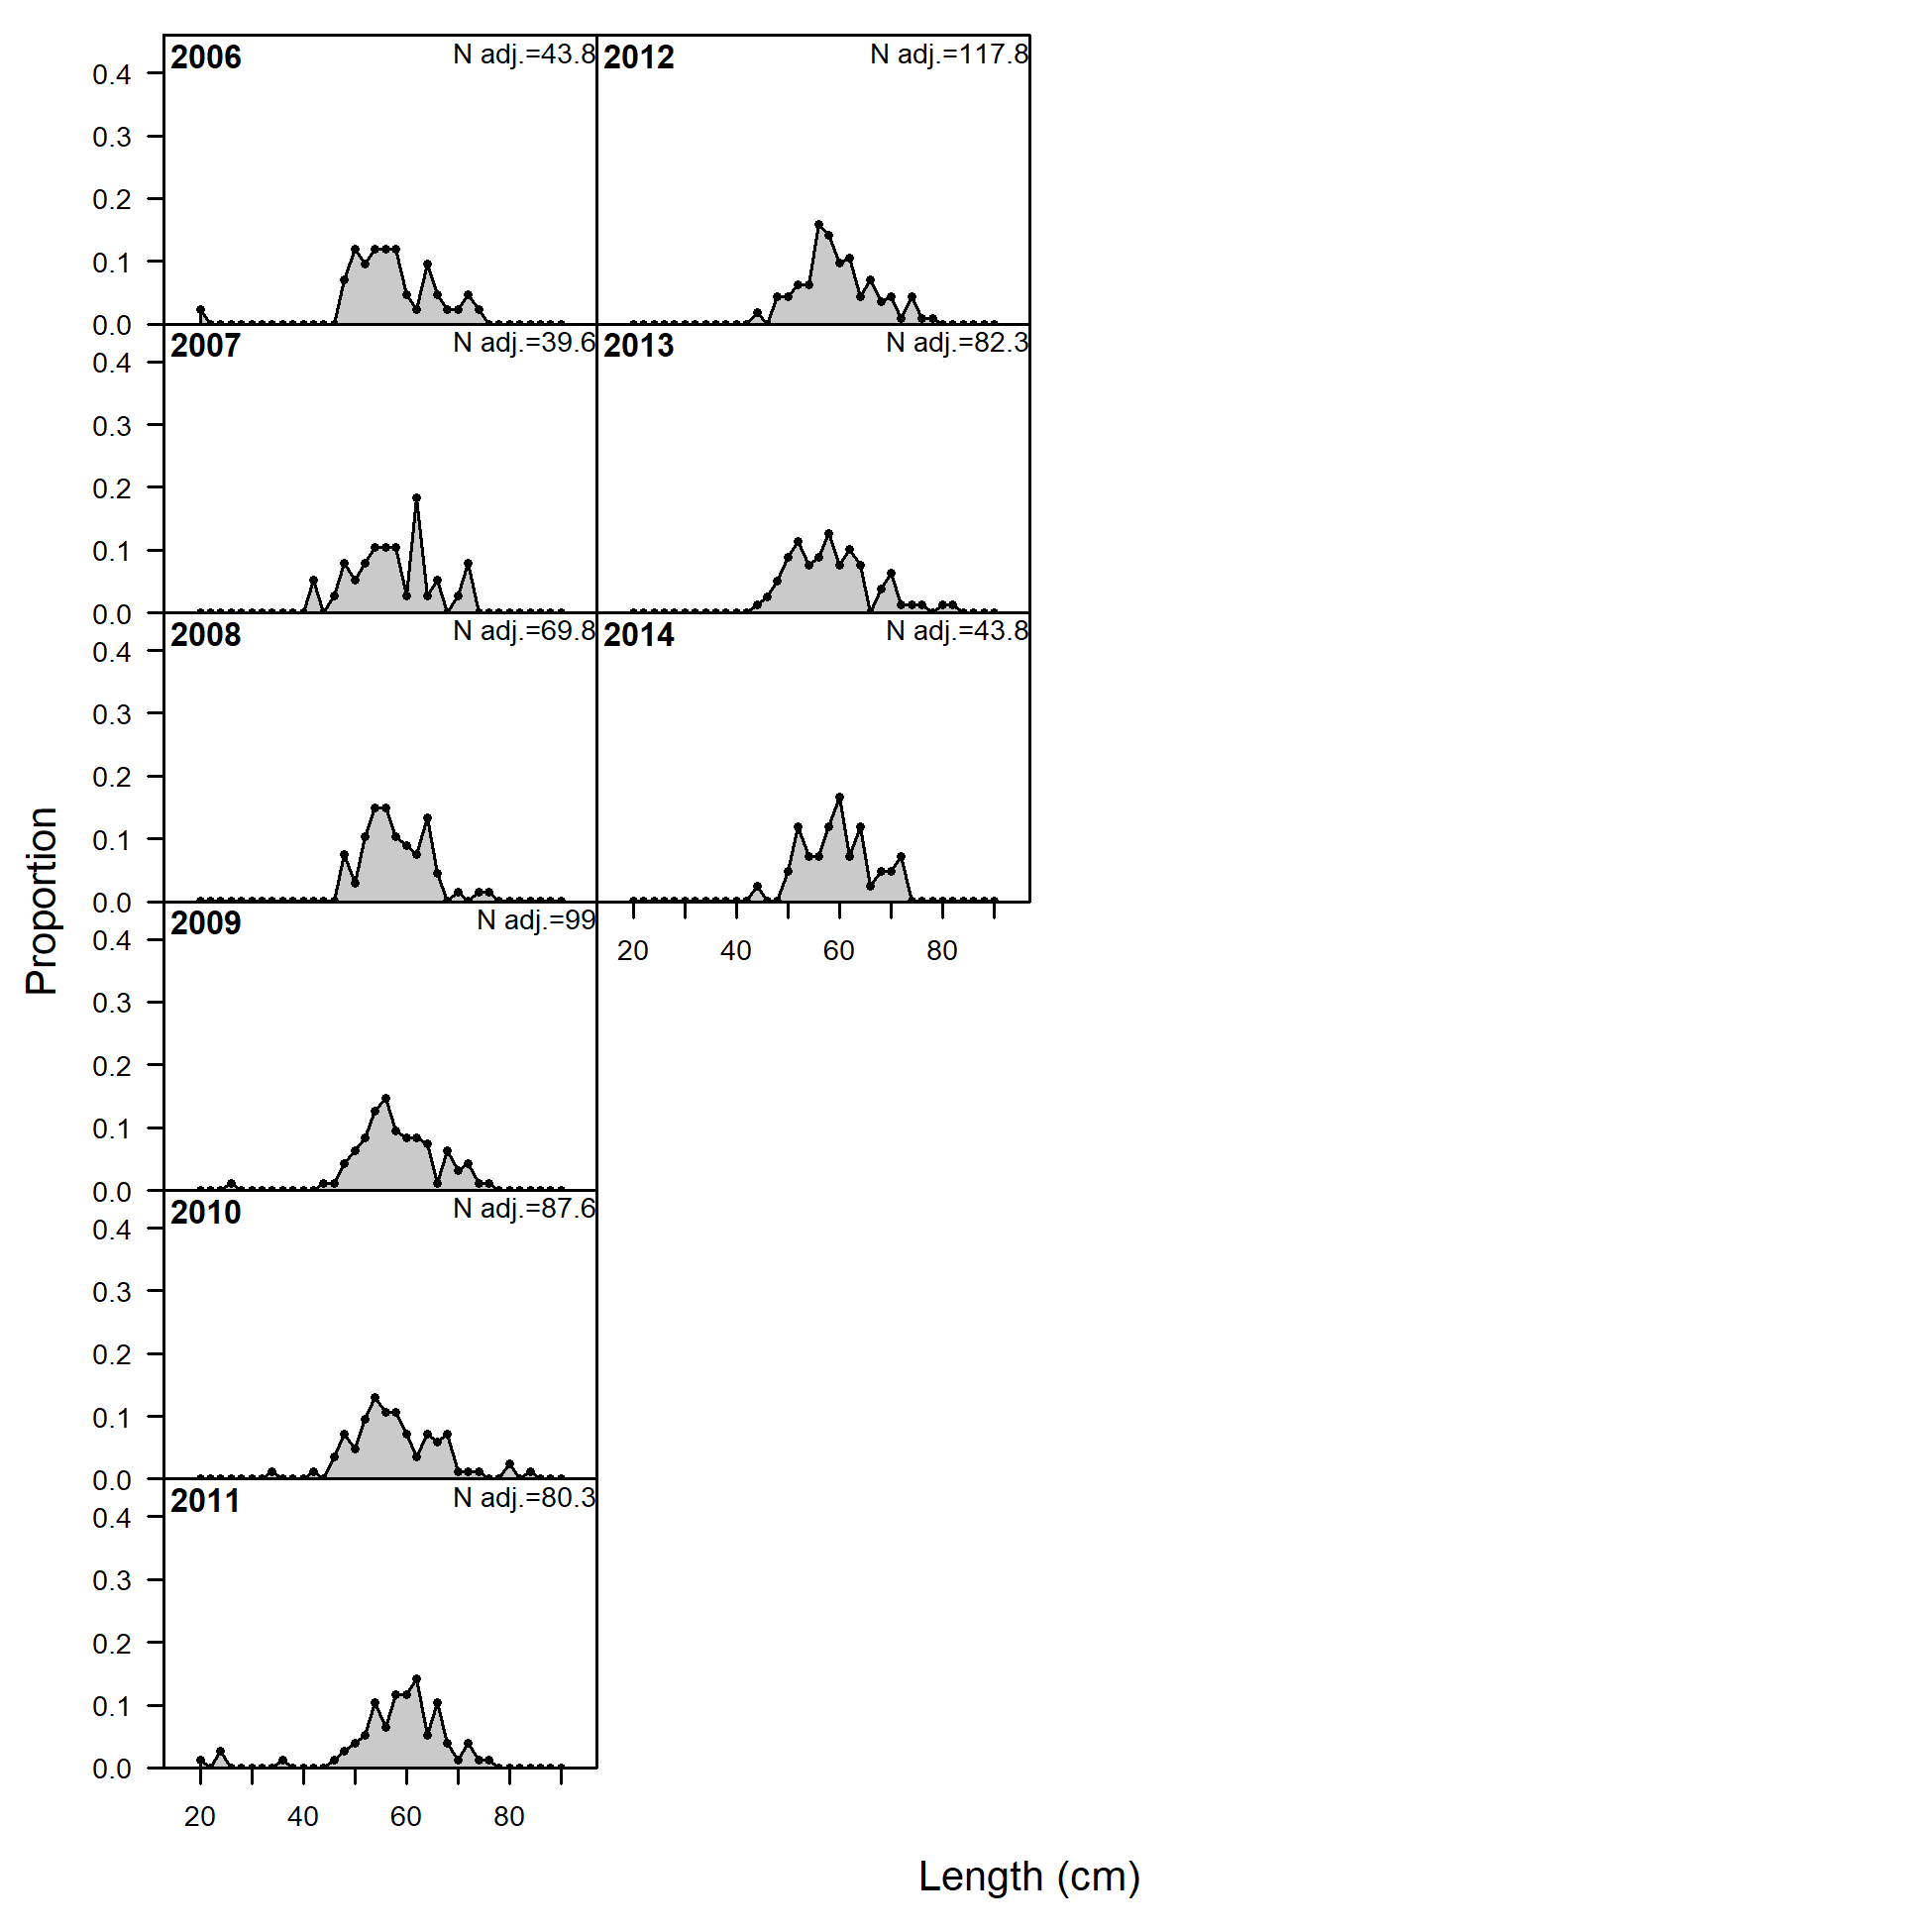 Proportion
2006 N adj.=43.8
0.4
0.3
0.2
0.1
0.0
2007 N adj.=39.6
0.4
0.3
0.2
0.1
0.0
2008 N adj.=69.8
0.4
0.3
0.2
0.1
0.0
2009 N adj.=99
0.4
0.3
0.2
0.1
0.0
2010 N adj.=87.6
0.4
0.3
0.2
0.1
0.0
2011 N adj.=80.3
0.4
0.3
0.2
0.1
0.0
20 40 60 80
2012 N adj.=117.8
2013 N adj.=82.3
2014 N adj.=43.8
20 40 60 80
Length (cm)